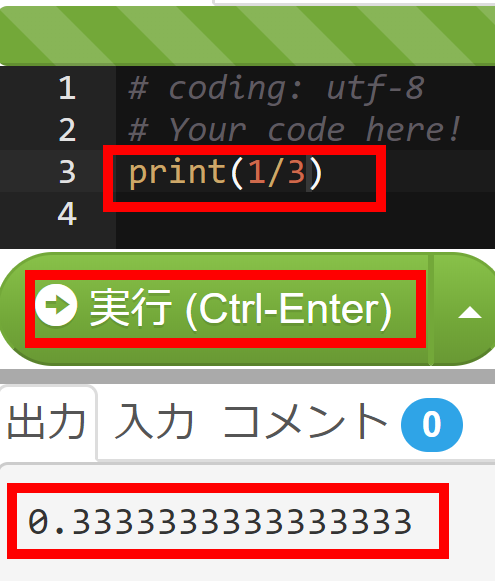 1 # coding: utf-8
2 # Your code here!
3 print(1/3)
4
実行 (Ctrl-Enter)
出力 入力 コメント 0
0.3333333333333333